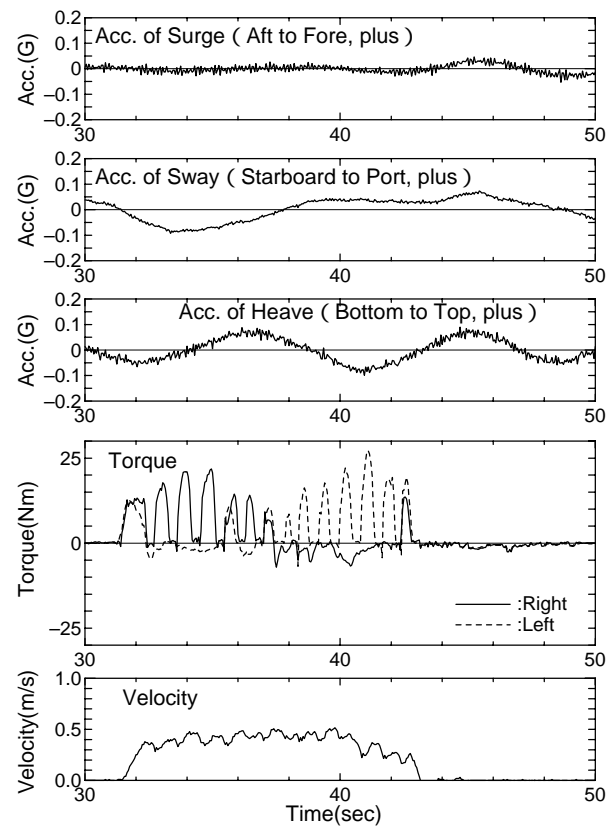 Acc. of Surge ( Aft to Fore, plus )
Acc.(G)
0.2
0.1
0
−0.1
−0.2
30 40 50
Acc. of Sway ( Starboard to Port, plus )
Acc.(G)
0.2
0.1
0
−0.1
−0.2
30 40 50
Acc. of Heave ( Bottom to Top, plus )
Acc.(G)
0.2
0.1
0
−0.1
−0.2
30 40 50
Torque
Torque(Nm)
25
0
−25
:Right
:Left
30 40 50
Velocity
Velocity(m/s)
1.0
0.5
0.0
30 40 50
Time(sec)